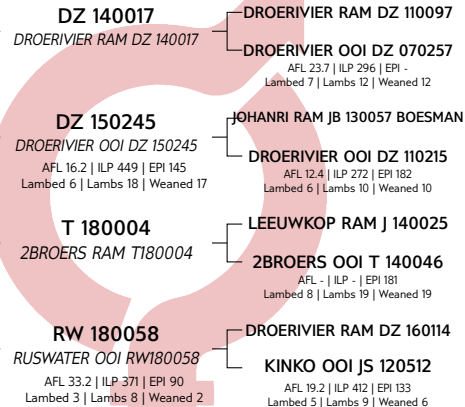 DZ 140017
DROERIVIER RAM DZ 140017
DROERIVIER RAM DZ 110097
DROERIVIER OOI DZ 070257
AFL 23.7 | ILP 296 | EPI -
Lambed 7 | Lambs 12 | Weaned 12
DZ 150245
DROERIVIER OOI DZ 150245
AFL 16.2 | ILP 449 | EPI 145
Lambed 6 | Lambs 18 | Weaned 17
JOHANRI RAM JB 130057 BOESMAN
DROERIVIER OOI DZ 110215
AFL 12.4 | ILP 272 | EPI 182
Lambed 6 | Lambs 10 | Weaned 10
T 180004
2BROERS RAM T180004
LEEUWKOP RAM J 140025
2BROERS OOI T 140046
AFL - | ILP - | EPI 181
Lambed 8 | Lambs 19 | Weaned 19
RW 180058
RUSWATER OOI RW180058
AFL 33.2 | ILP 371 | EPI 90
Lambed 3 | Lambs 8 | Weaned 2
DROERIVIER RAM DZ 160114
KINKO OOI JS 120512
AFL 19.2 | ILP 412 | EPI 133
Lambed 5 | Lambs 9 | Weaned 6